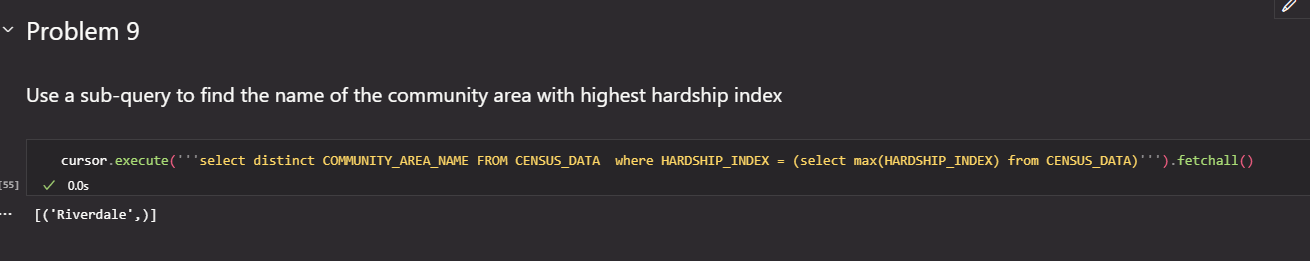 Problem 9
Use a sub-query to find the name of the community area with highest hardship index
cursor.execute('''select distinct COMMUNITY_AREA_NAME FROM CENSUS_DATA  where HARDSHIP_INDEX = (select max(HARDSHIP_INDEX) from CENSUS_DATA)''').fetchall()
[55] 0.0s
··· [('Riverdale',)]